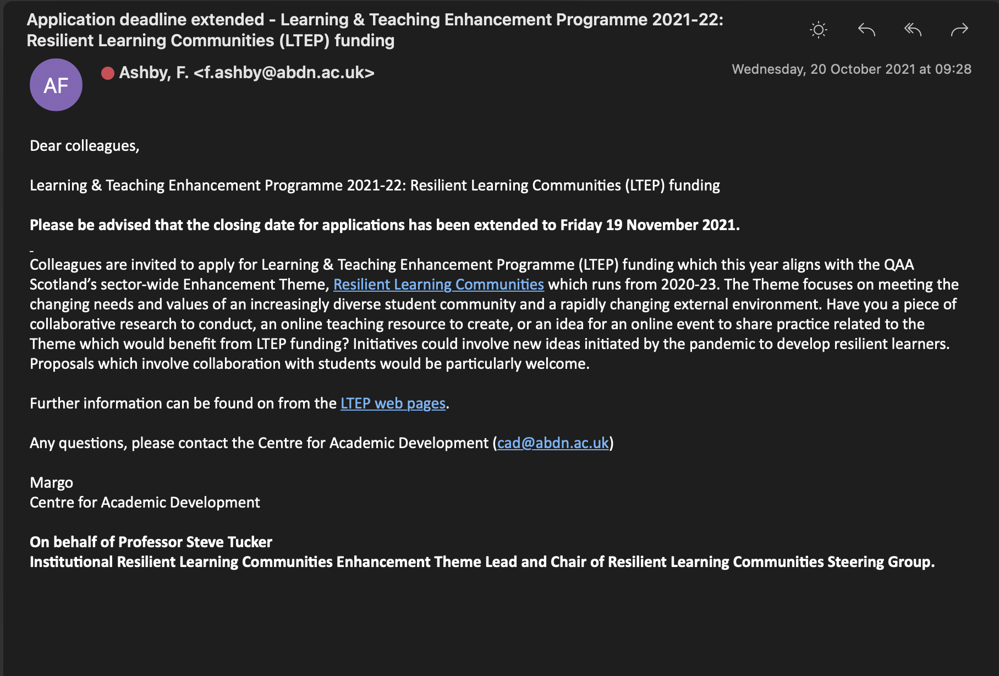 Application deadline extended - Learning & Teaching Enhancement Programme 2021-22:
Resilient Learning Communities (LTEP) funding
AF
Ashby, F. <f.ashby@abdn.ac.uk>
Wednesday, 20 October 2021 at 09:28
Dear colleagues,
Learning & Teaching Enhancement Programme 2021-22: Resilient Learning Communities (LTEP) funding
Please be advised that the closing date for applications has been extended to Friday 19 November 2021.
Colleagues are invited to apply for Learning & Teaching Enhancement Programme (LTEP) funding which this year aligns with the QAA
Scotland’s sector-wide Enhancement Theme, Resilient Learning Communities which runs from 2020-23. The Theme focuses on meeting the
changing needs and values of an increasingly diverse student community and a rapidly changing external environment. Have you a piece of
collaborative research to conduct, an online teaching resource to create, or an idea for an online event to share practice related to the
Theme which would benefit from LTEP funding? Initiatives could involve new ideas initiated by the pandemic to develop resilient learners.
Proposals which involve collaboration with students would be particularly welcome.
Further information can be found on from the LTEP web pages.
Any questions, please contact the Centre for Academic Development (cad@abdn.ac.uk)
Margo
Centre for Academic Development
On behalf of Professor Steve Tucker
Institutional Resilient Learning Communities Enhancement Theme Lead and Chair of Resilient Learning Communities Steering Group.